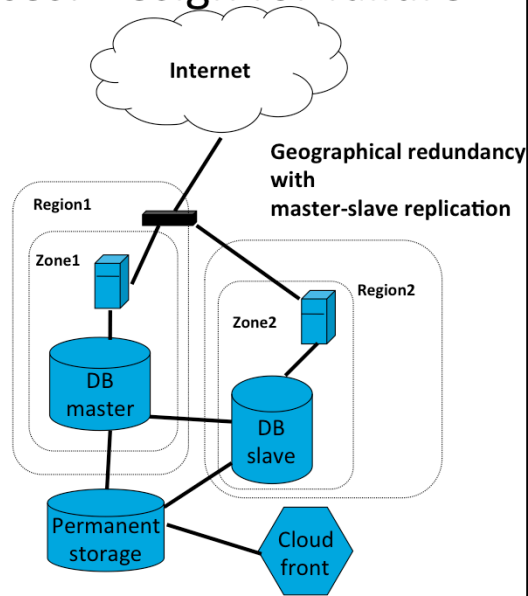 Internet
Geographical redundancy
with
master-slave replication
Region1
Zone1
Region2
Zone2
DB
master
DB
slave
Permanent
storage
Cloud
front